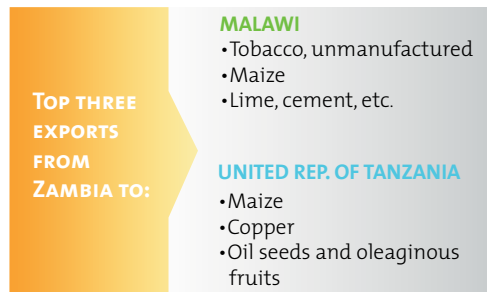 TOP THREE
EXPORTS
FROM
ZAMBIA TO:
MALAWI
•Tobacco, unmanufactured
•Maize
•Lime, cement, etc.
UNITED REP. OF TANZANIA
•Maize
•Copper
•Oil seeds and oleaginous
fruits